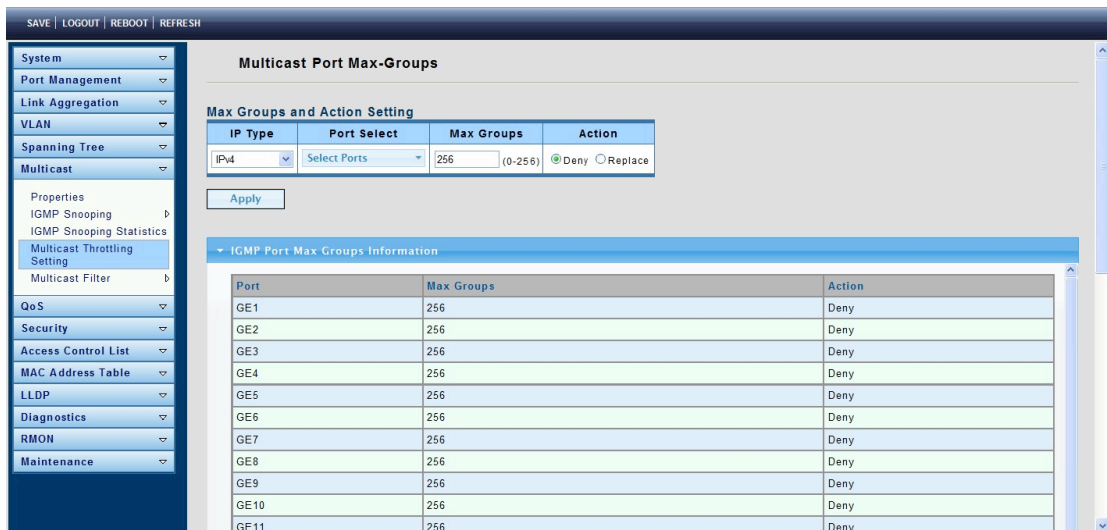 SAVE | LOGOUT | REBOOT | REFRESH
System
Port Management
Link Aggregation
VLAN
Spanning Tree
Multicast
Properties
IGMP Snooping
IGMP Snooping Statistics
Multicast Throttling
Setting
Multicast Filter
QoS
Security
Access Control List
MAC Address Table
LLDP
Diagnostics
RMON
Maintenance
Multicast Port Max-Groups
Max Groups and Action Setting
IP Type Port Select Max Groups Action
IPv4 Select Ports 256 (0-256) Deny Replace
Apply
IGMP Port Max Groups Information
Port Max Groups Action
GE1 256 Deny
GE2 256 Deny
GE3 256 Deny
GE4 256 Deny
GE5 256 Deny
GE6 256 Deny
GE7 256 Deny
GE8 256 Deny
GE9 256 Deny
GE10 256 Deny
GE11 256 Deny